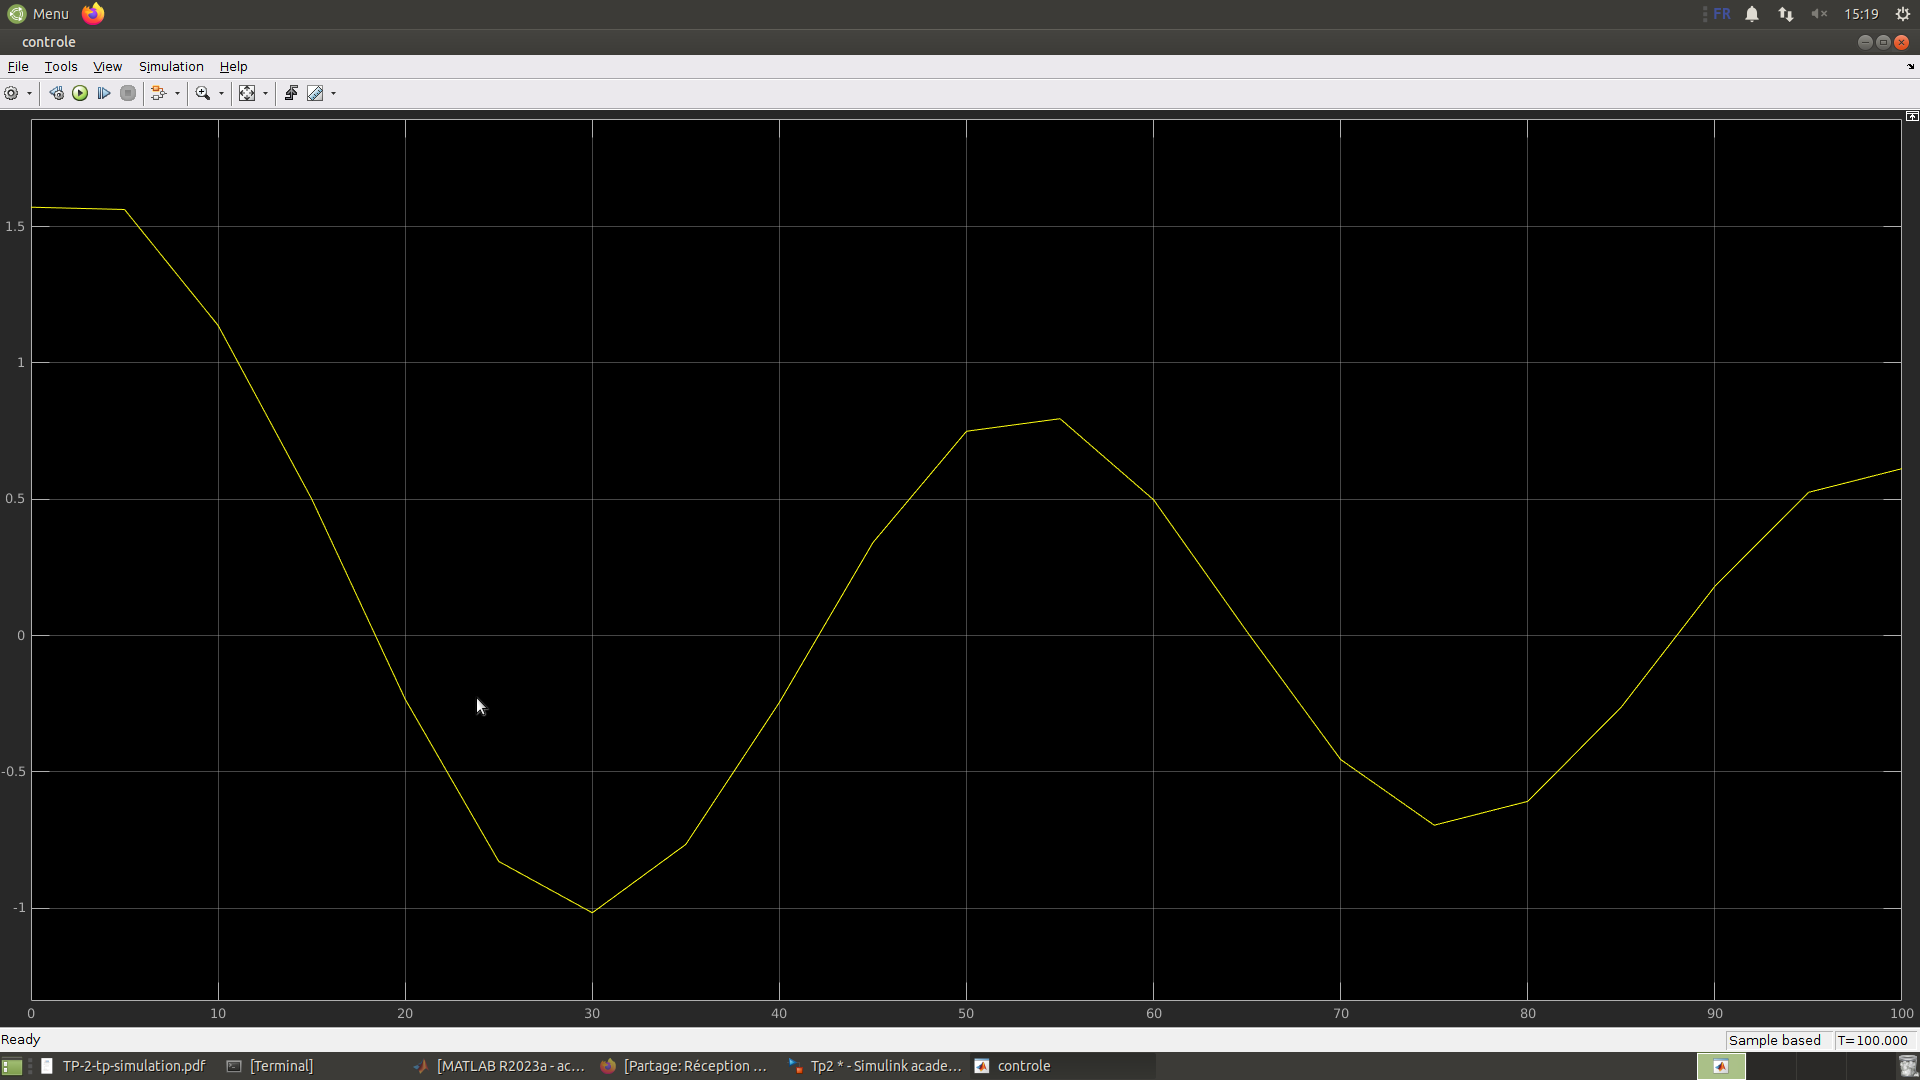 Menu FR 15:19
controle
File Tools View Simulation Help
1.5
1
0.5
0
-0.5
-1
0 10 20 30 40 50 60 70 80 90 100
Ready Sample based T=100.000
TP-2-tp-simulation.pdf [Terminal] [MATLAB R2023a - ac... [Partage: Réception ... Tp2 * - Simulink acade... controle